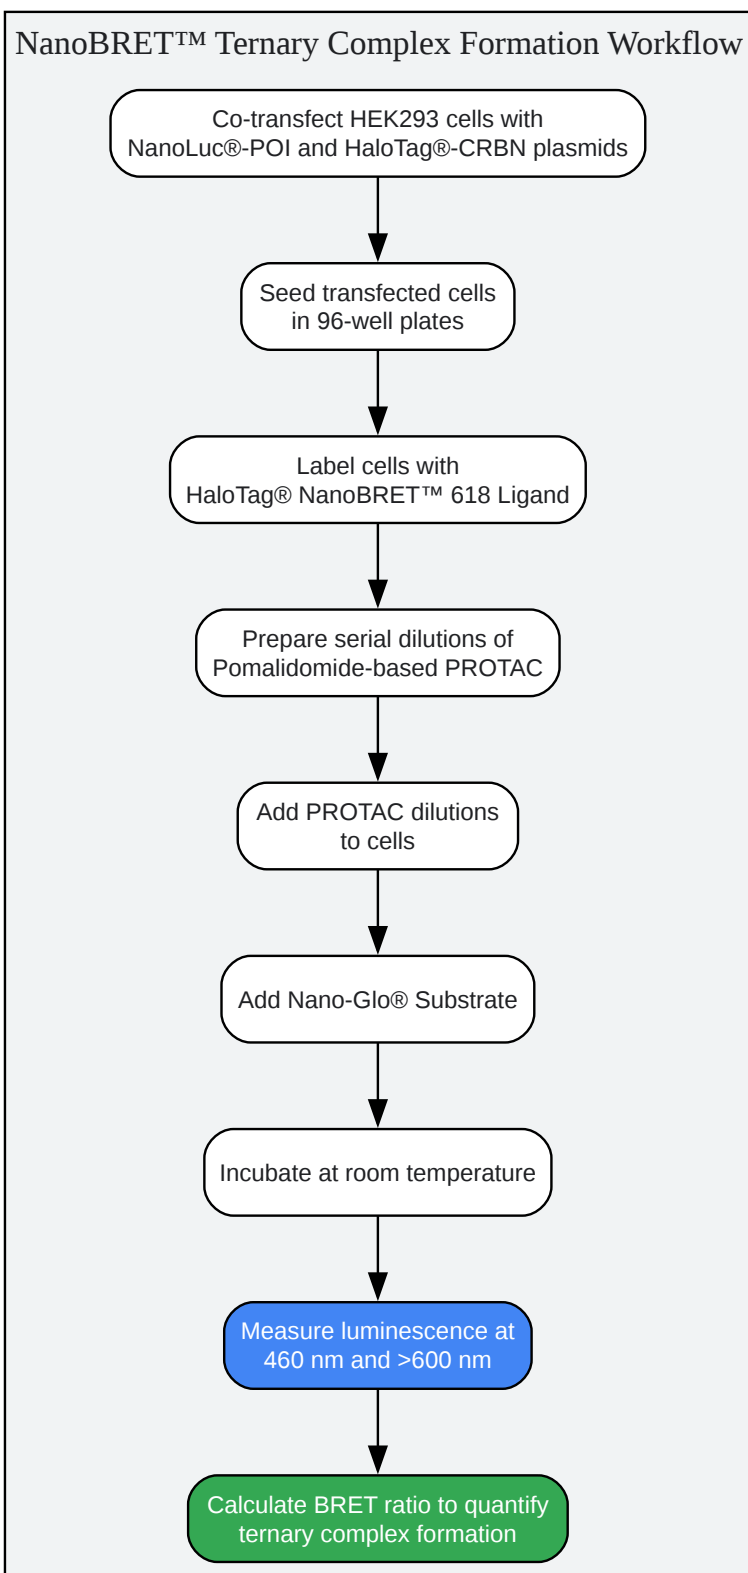 NanoBRET™ Ternary Complex Formation Workflow
Co-transfect HEK293 cells with
NanoLuc®-POI and HaloTag®-CRBN plasmids
Seed transfected cells
in 96-well plates
Label cells with
HaloTag® NanoBRET™ 618 Ligand
Prepare serial dilutions of
Pomalidomide-based PROTAC
Add PROTAC dilutions
to cells
Add Nano-Glo® Substrate
Incubate at room temperature
Measure luminescence at
460 nm and >600 nm
Calculate BRET ratio to quantify
ternary complex formation